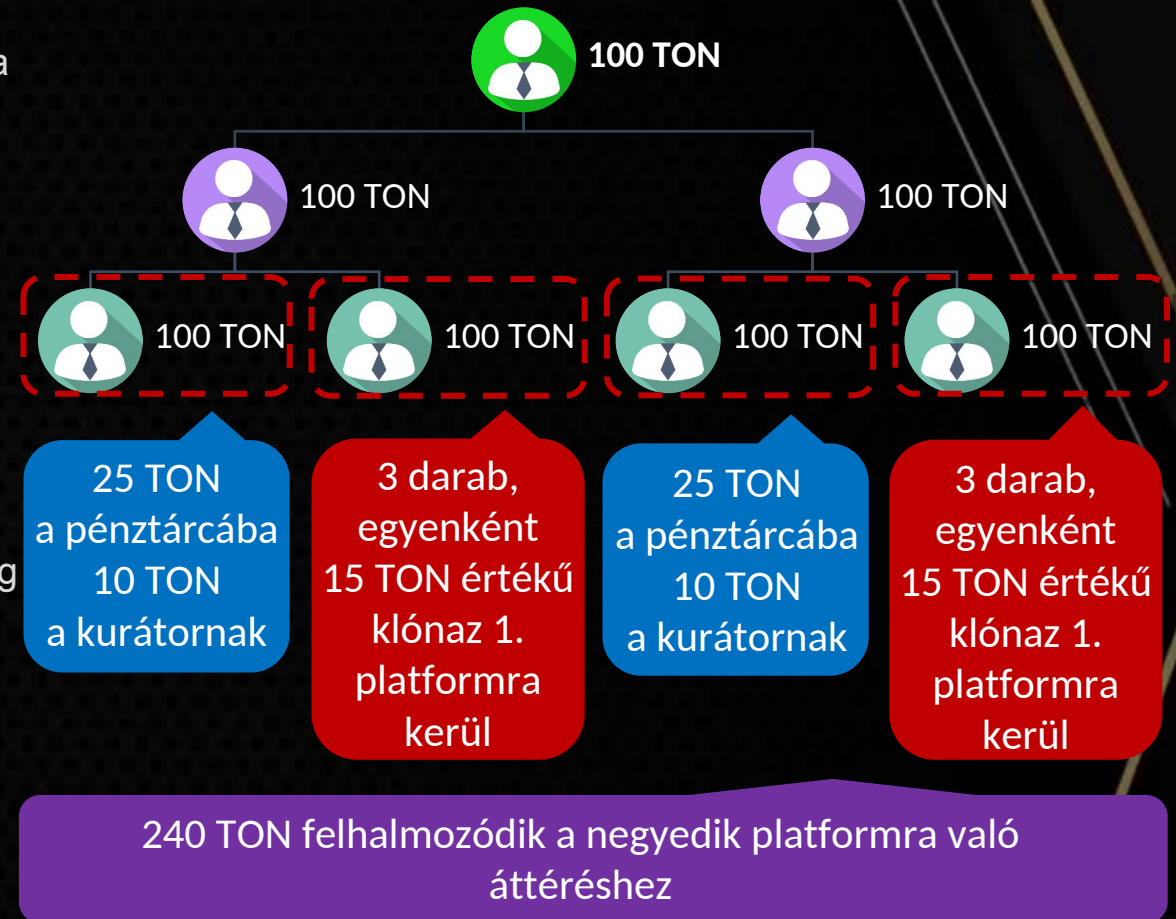 a
100 TON
100 TON
100 TON
100 TON
100 TON
100 TON
100 TON
25 TON
a pénztárcába
10 TON
a kurátornak
3 darab,
egyenként
15 TON értékű
klónaz 1.
platformra
kerül
25 TON
a pénztárcába
10 TON
a kurátornak
3 darab,
egyenként
15 TON értékű
klónaz 1.
platformra
kerül
g
240 TON felhalmozódik a negyedik platformra való
áttéréshez